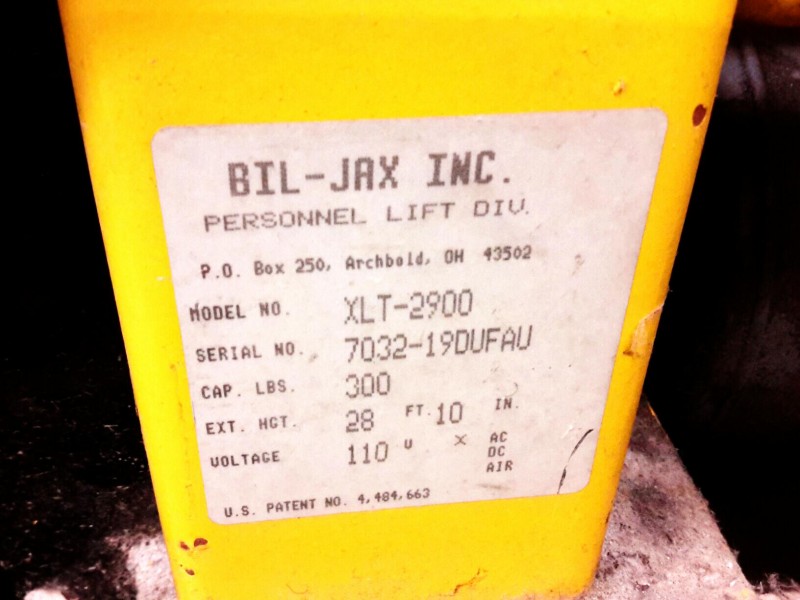 BIL-JAX INC.
PERSONNEL LIFT DIV.
P.O. Box 250, Archbold, OH 43502
MODEL NO. XLT-2900
SERIAL NO. 7032-19DUFAU
CAP. LBS. 300
EXT. HGT. 28 FT. 10 IN.
VOLTAGE 110 V X AC
DC
AIR
U.S. PATENT NO. 4,484,663